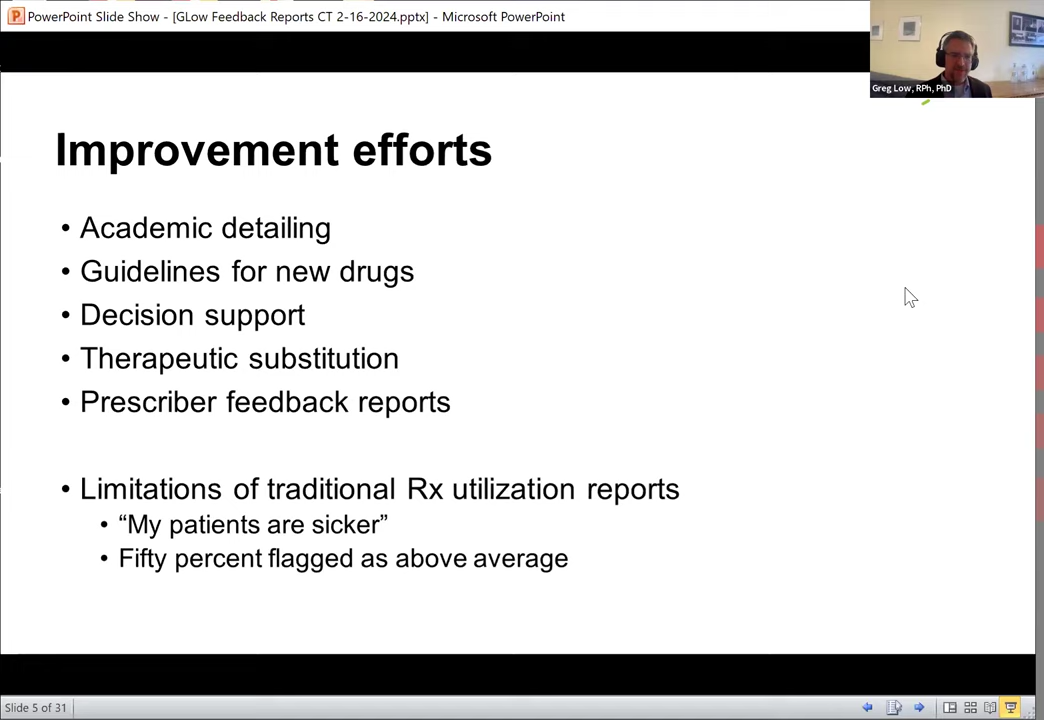 PowerPoint Slide Show - [GLow Feedback Reports CT 2-16-2024.pptx] - Microsoft PowerPoint
Greg Low, RPh, PhD
Improvement efforts
• Academic detailing
• Guidelines for new drugs
• Decision support
• Therapeutic substitution
• Prescriber feedback reports
• Limitations of traditional Rx utilization reports
• “My patients are sicker”
• Fifty percent flagged as above average
Slide 5 of 31